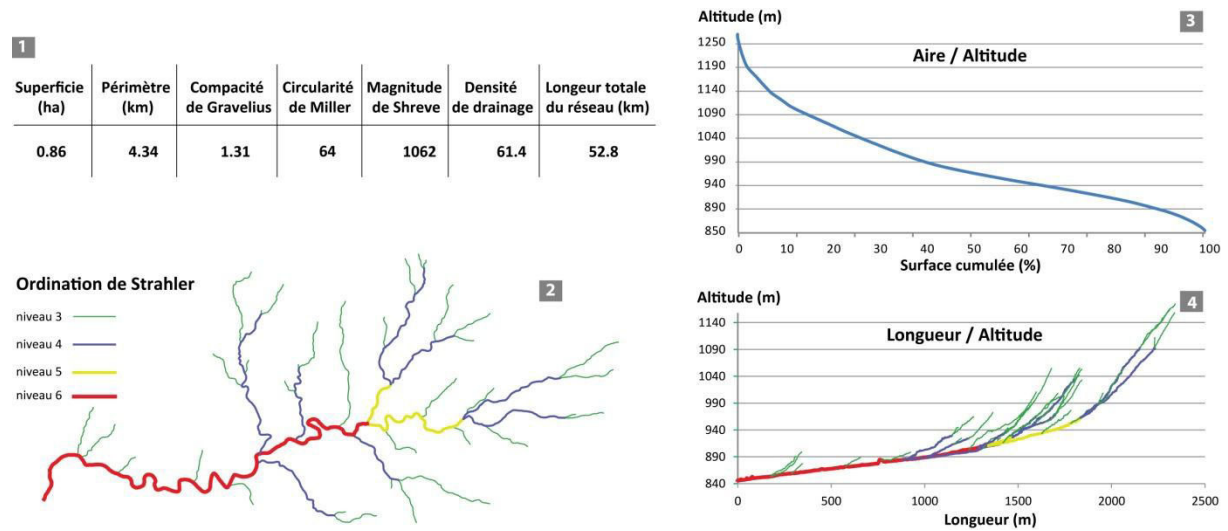 1
Superficie (ha) Périmètre (km) Compacité de Gravelius Circularité de Miller Magnitude de Shreve Densité de drainage Longeur totale du réseau (km)
0.86 4.34 1.31 64 1062 61.4 52.8
Ordination de Strahler
2
niveau 3
niveau 4
niveau 5
niveau 6
Altitude (m)
3
Aire / Altitude
1250
1190
1140
1090
1040
990
940
890
850
0 10 20 30 40 50 60 70 80 90 100
Surface cumulée (%)
Altitude (m)
4
Longueur / Altitude
1140
1090
1040
990
940
890
840
0 500 1000 1500 2000 2500
Longueur (m)